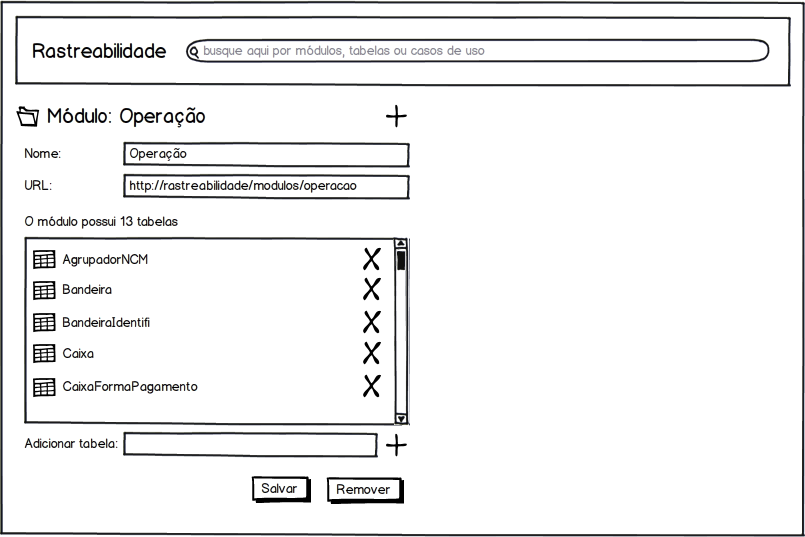 Rastreabilidade
busque aqui por módulos, tabelas ou casos de uso
Módulo: Operação
Nome: Operação
URL: http://rastreabilidade/modulos/operacao
O módulo possui 13 tabelas
AgrupadorNCM
Bandeira
BandeiraIdentifi
Caixa
CaixaFormaPagamento
Adicionar tabela:
Salvar Remover